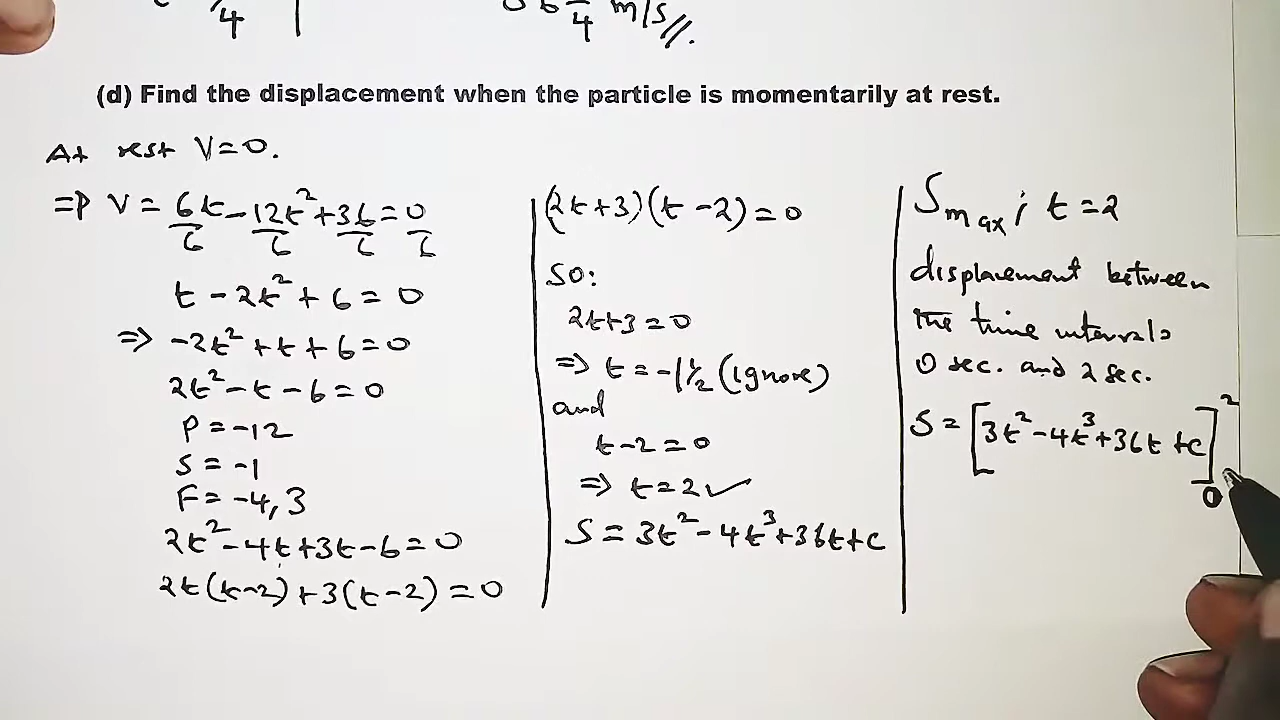 4
4 m/s//.
(d) Find the displacement when the particle is momentarily at rest.
At rest V=0.
=> V = 6t/6 - 12t²/6 + 36/6 = 0/6
t - 2t² + 6 = 0
=> -2t² + t + 6 = 0
2t² - t - 6 = 0
P = -12
S = -1
F = -4, 3
2t² - 4t + 3t - 6 = 0
2t(t-2) + 3(t-2) = 0
(2t+3)(t-2) = 0
So:
2t+3 = 0
=> t = -1½ (ignore)
and
t-2 = 0
=> t = 2 ✓
S = 3t² - 4t³ + 36t + c
Smax; t = 2
displacement between
the time intervals
0 sec. and 2 sec.
S = [3t² - 4t³ + 36t + c]²₀